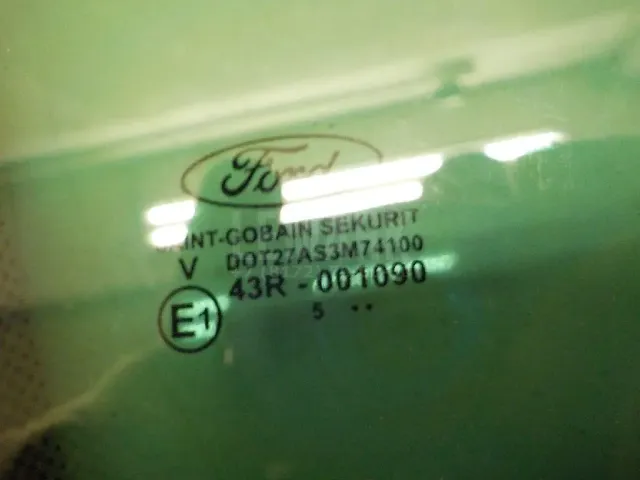 Ford
SAINT-GOBAIN SEKURIT
V DOT27AS3M74100
43R - 001090
E1
5 ..